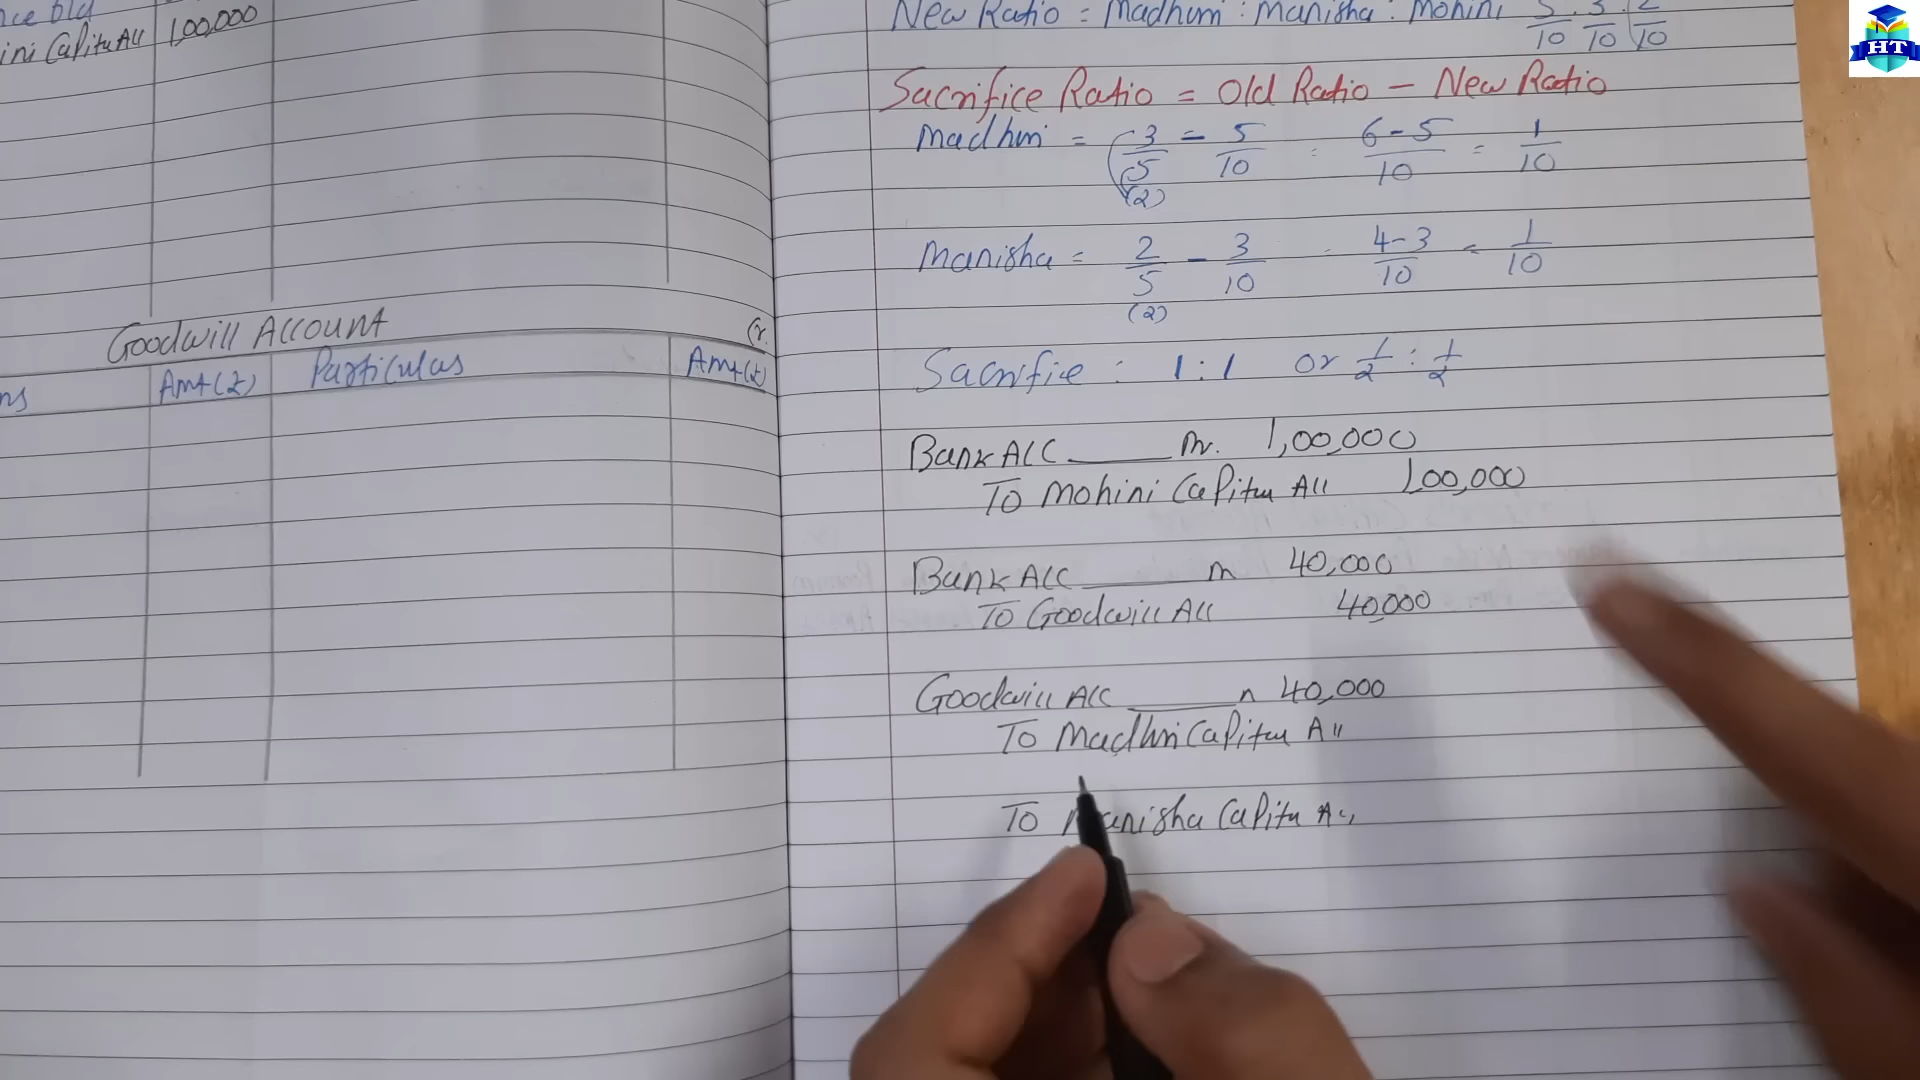 Capital A/c 1,00,000
Goodwill Account Cr.
Amt(₹) Particulars Amt(₹)
New Ratio = Madhuri : Manisha : Mohini 5/10 : 3/10 : 2/10
Sacrifice Ratio = Old Ratio - New Ratio
Madhuri = 3/5 - 5/10 = 6-5/10 = 1/10
(2)
Manisha = 2/5 - 3/10 = 4-3/10 = 1/10
(2)
Sacrifice : 1 : 1 or 1/2 : 1/2
Bank A/c Dr. 1,00,000
To Mohini Capital A/c 1,00,000
Bank A/c Dr 40,000
To Goodwill A/c 40,000
Goodwill A/c Dr 40,000
To Madhuri Capital A/c
To Manisha Capital A/c
HT